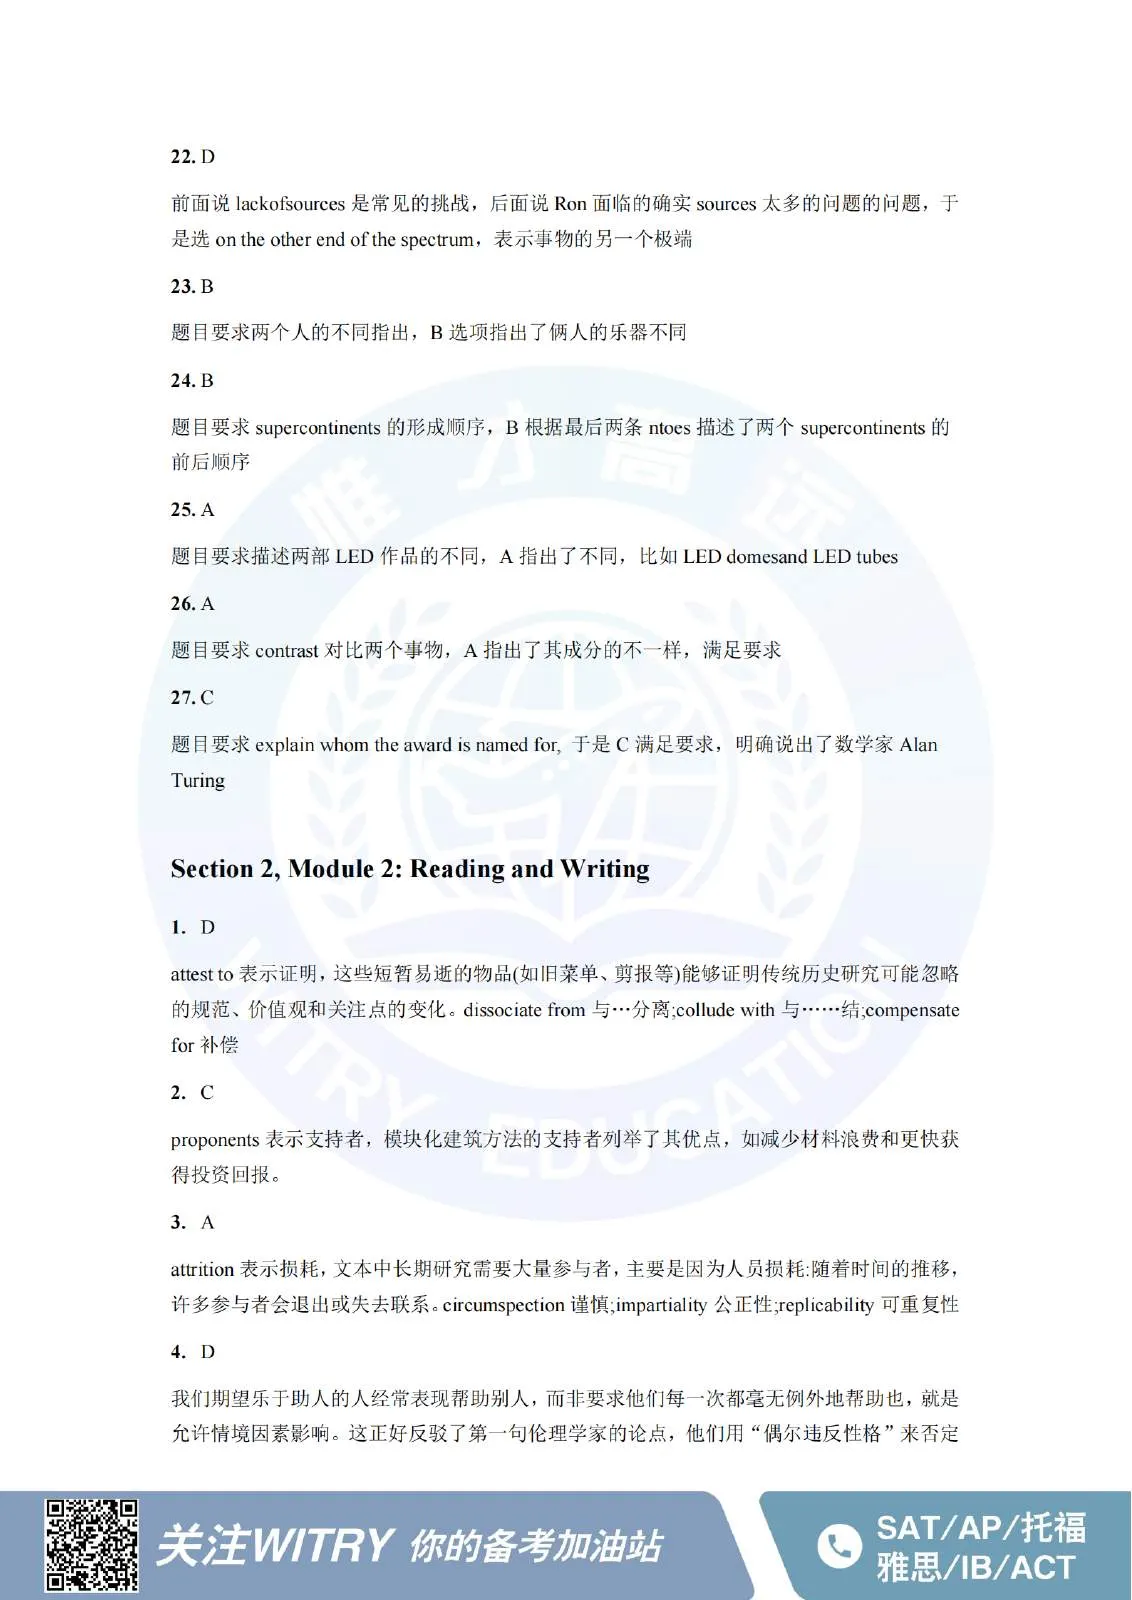 22. D
前面说 lackofsources 是常见的挑战，后面说 Ron 面临的确实 sources 太多的问题的问题，于
是选 on the other end of the spectrum，表示事物的另一个极端
23. B
题目要求两个人的不同指出，B 选项指出了俩人的乐器不同
24. B
题目要求 supercontinents 的形成顺序，B 根据最后两条 ntoes 描述了两个 supercontinents 的
前后顺序
25. A
题目要求描述两部 LED 作品的不同，A 指出了不同，比如 LED domesand LED tubes
26. A
题目要求 contrast 对比两个事物，A 指出了其成分的不一样，满足要求
27. C
题目要求 explain whom the award is named for, 于是 C 满足要求，明确说出了数学家 Alan
Turing
Section 2, Module 2: Reading and Writing
1. D
attest to 表示证明，这些短暂易逝的物品(如旧菜单、剪报等)能够证明传统历史研究可能忽略
的规范、价值观和关注点的变化。dissociate from 与…分离;collude with 与……结;compensate
for 补偿
2. C
proponents 表示支持者，模块化建筑方法的支持者列举了其优点，如减少材料浪费和更快获
得投资回报。
3. A
attrition 表示损耗，文本中长期研究需要大量参与者，主要是因为人员损耗:随着时间的推移，
许多参与者会退出或失去联系。circumspection 谨慎;impartiality 公正性;replicability 可重复性
4. D
我们期望乐于助人的人经常表现帮助别人，而非要求他们每一次都毫无例外地帮助也，就是
允许情境因素影响。这正好反驳了第一句伦理学家的论点，他们用“偶尔违反性格”来否定
惟才高远
WITRY EDUCATION
关注WITRY 你的备考加油站
SAT/AP/托福
雅思/IB/ACT